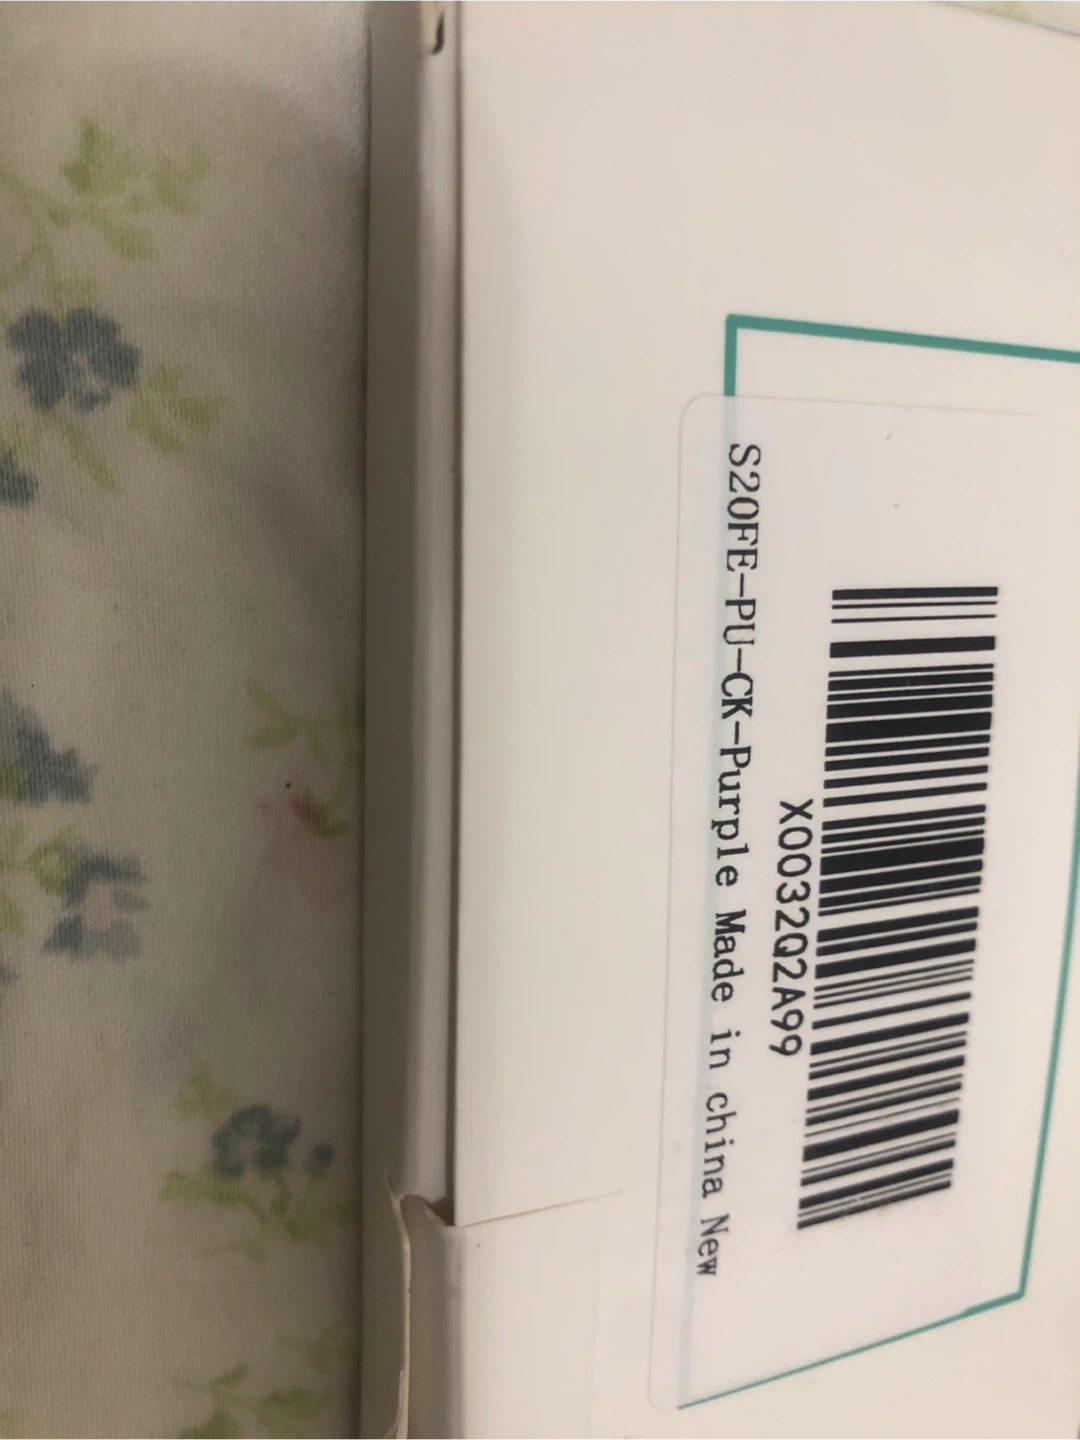 X0032Q2A99
S20FE-PU-CK-Purple Made in china New